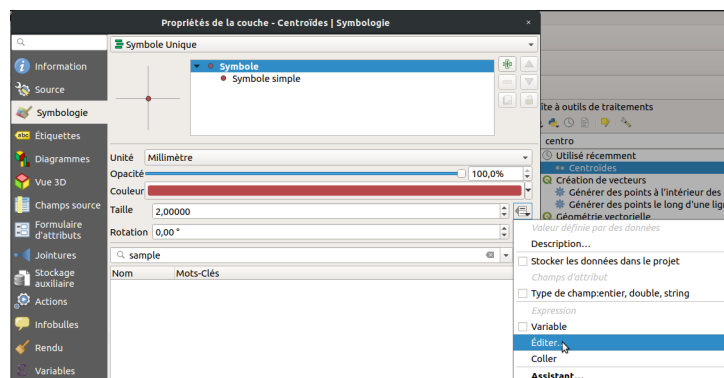 Propriétés de la couche - Centroïdes | Symbologie
Symbole Unique
Information
Source
Symbologie
Étiquettes
Diagrammes
Vue 3D
Champs source
Formulaire
d'attributs
Jointures
Stockage
auxiliaire
Actions
Infobulles
Rendu
Variables
Symbole
Symbole simple
Unité Millimètre
Opacité 100,0%
Couleur
Taille 2,00000
Rotation 0,00 °
sample
Nom Mots-Clés
îte à outils de traitements
centro
Utilisé récemment
Centroïdes
Création de vecteurs
Générer des points à l'intérieur des
Générer des points le long d'une lign
Géométrie vectorielle
Valeur définie par des données
Description...
Stocker les données dans le projet
Champs d'attribut
Type de champ:entier, double, string
Expression
Variable
Éditer...
Coller
Assistant...